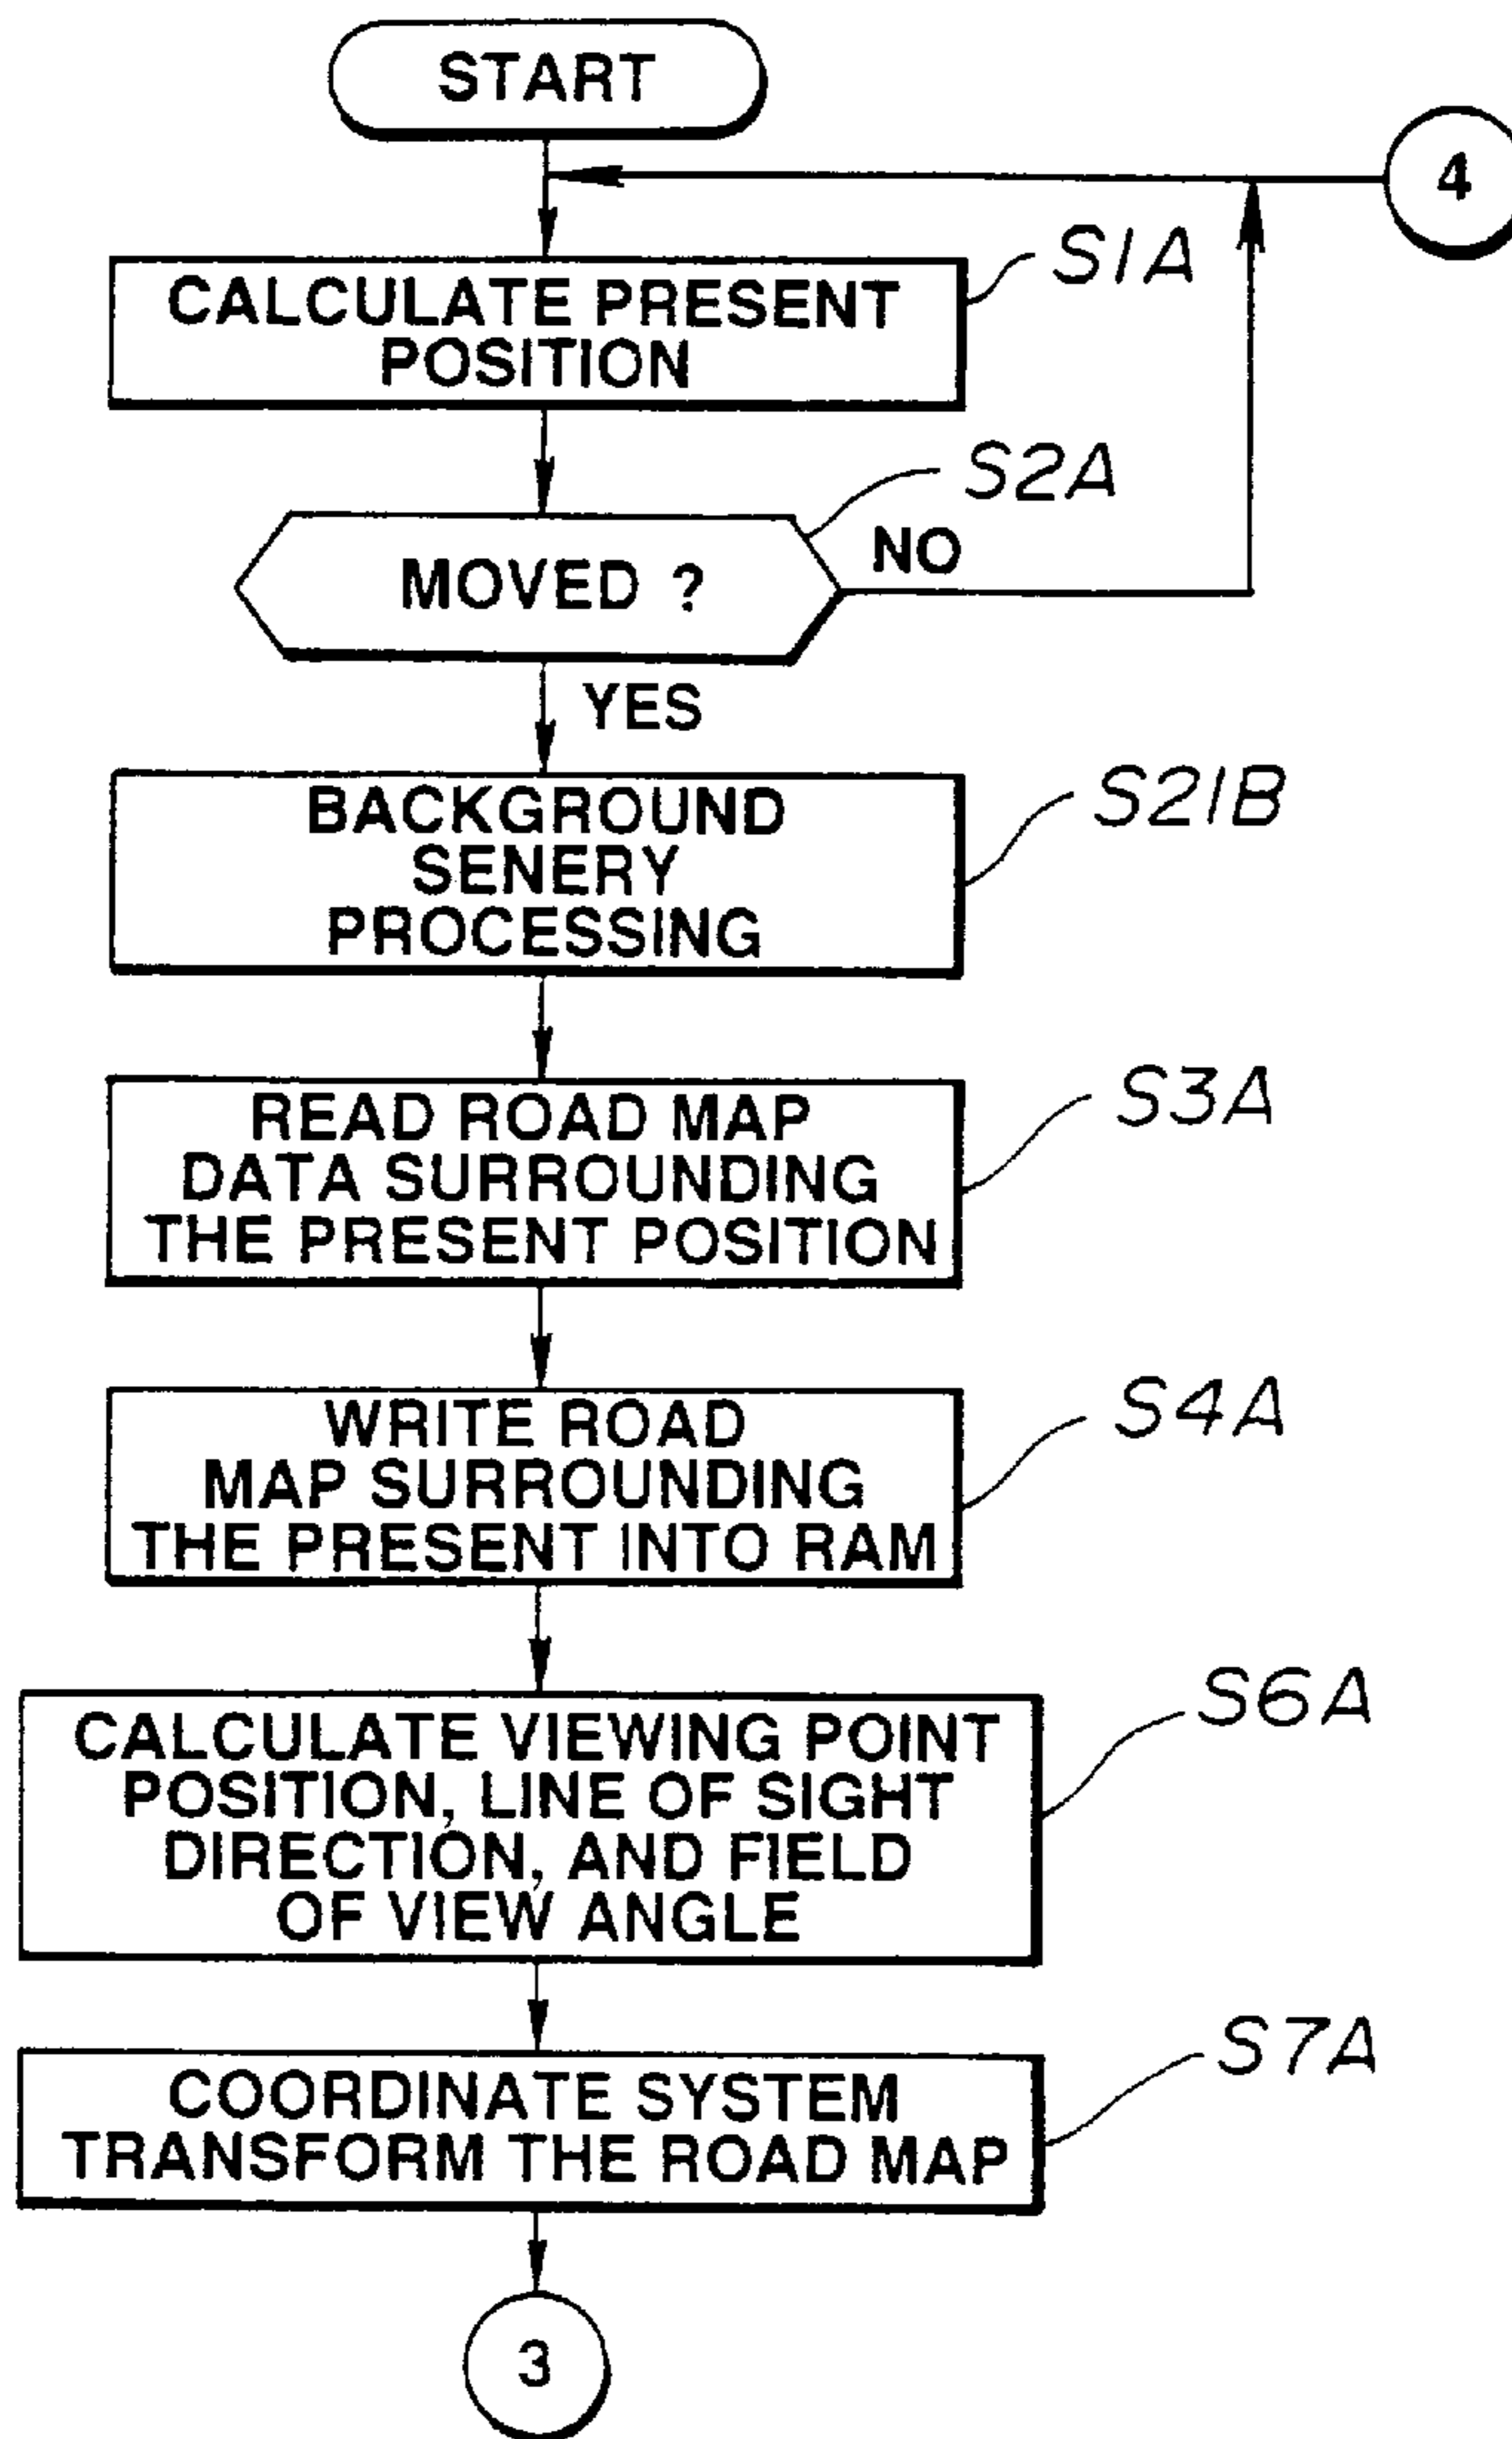 START
4
S1A
CALCULATE PRESENT
POSITION
S2A
MOVED ?
NO
YES
S21B
BACKGROUND
SENERY
PROCESSING
S3A
READ ROAD MAP
DATA SURROUNDING
THE PRESENT POSITION
S4A
WRITE ROAD
MAP SURROUNDING
THE PRESENT INTO RAM
S6A
CALCULATE VIEWING POINT
POSITION, LINE OF SIGHT
DIRECTION, AND FIELD
OF VIEW ANGLE
S7A
COORDINATE SYSTEM
TRANSFORM THE ROAD MAP
3